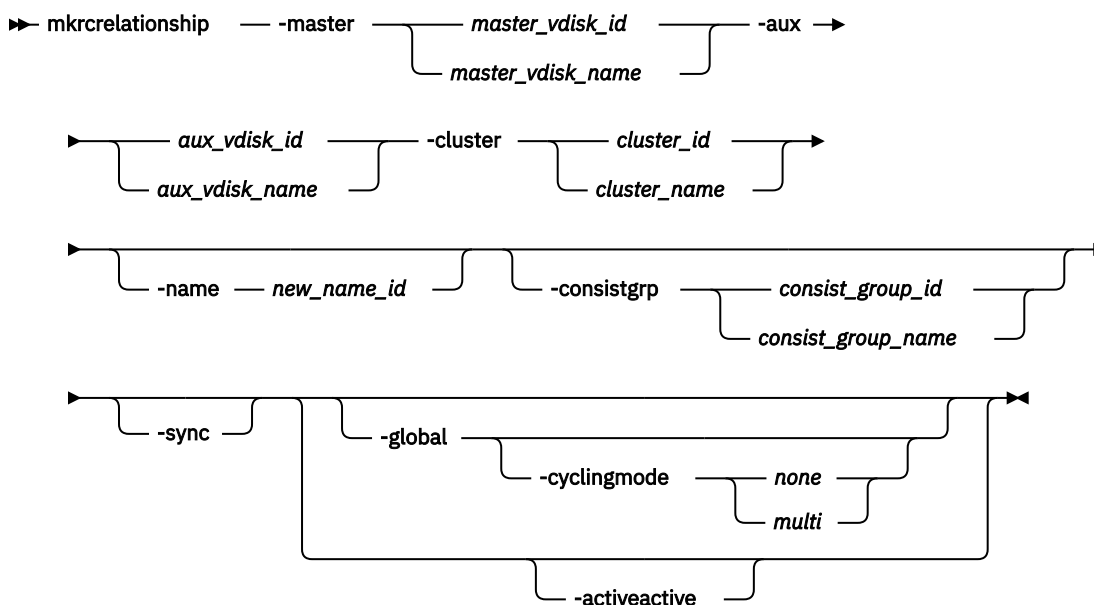 mkrcrelationship -master master_vdisk_id -aux
master_vdisk_name
aux_vdisk_id -cluster cluster_id
aux_vdisk_name cluster_name
-name new_name_id -consistgrp consist_group_id
consist_group_name
-sync -global
-cyclingmode none
multi
-activeactive